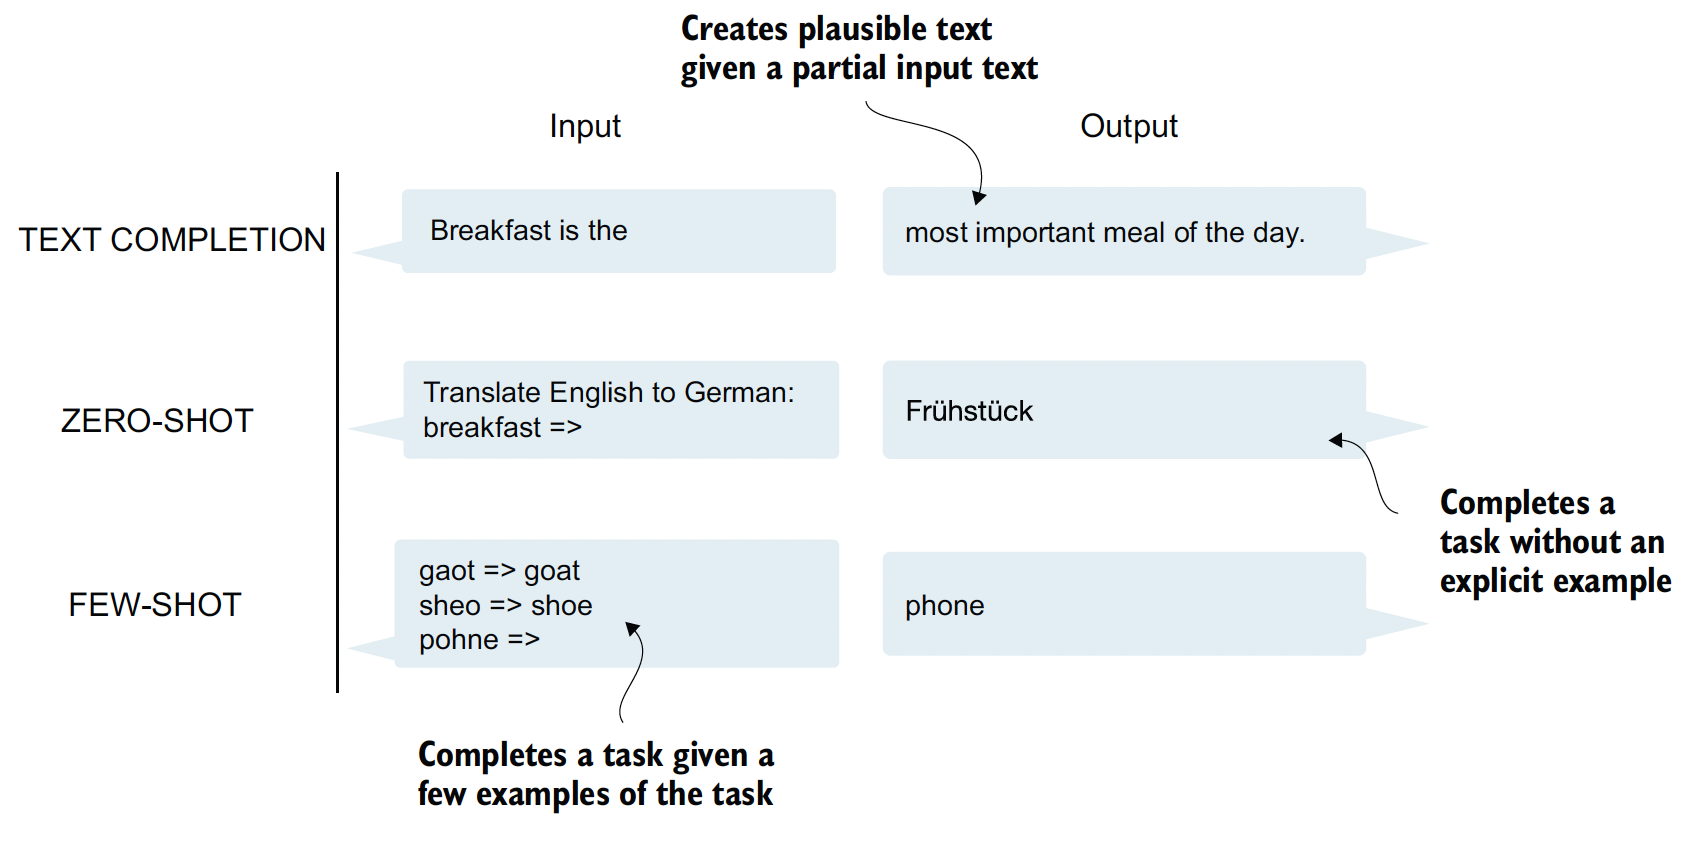 Creates plausible text
given a partial input text
Input
Output
TEXT COMPLETION
Breakfast is the
most important meal of the day.
ZERO-SHOT
Translate English to German:
breakfast =>
Frühstück
Completes a
task without an
explicit example
FEW-SHOT
gaot => goat
sheo => shoe
pohne =>
phone
Completes a task given a
few examples of the task